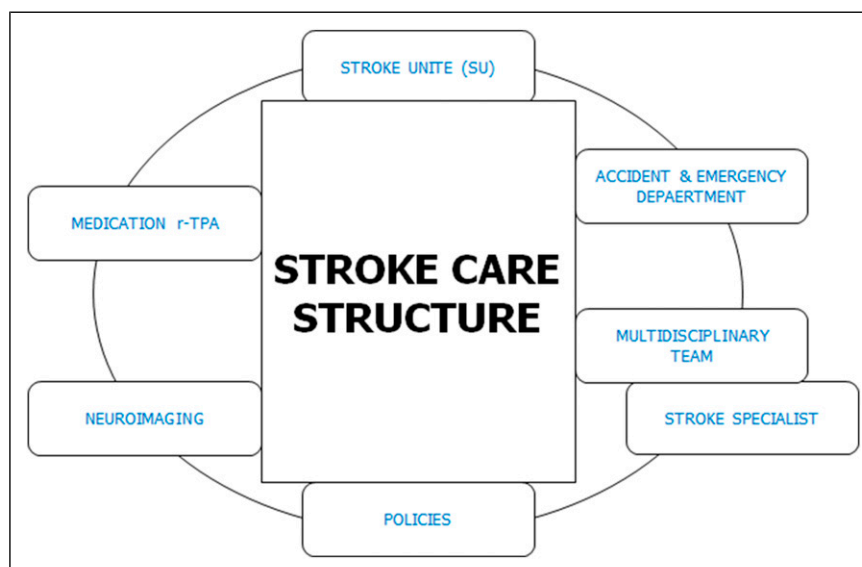 STROKE UNITE (SU)
ACCIDENT & EMERGENCY
DEPAERTMENT
MEDICATION r-TPA
STROKE CARE
STRUCTURE
MULTIDISCIPLINARY
TEAM
NEUROIMAGING
STROKE SPECIALIST
POLICIES